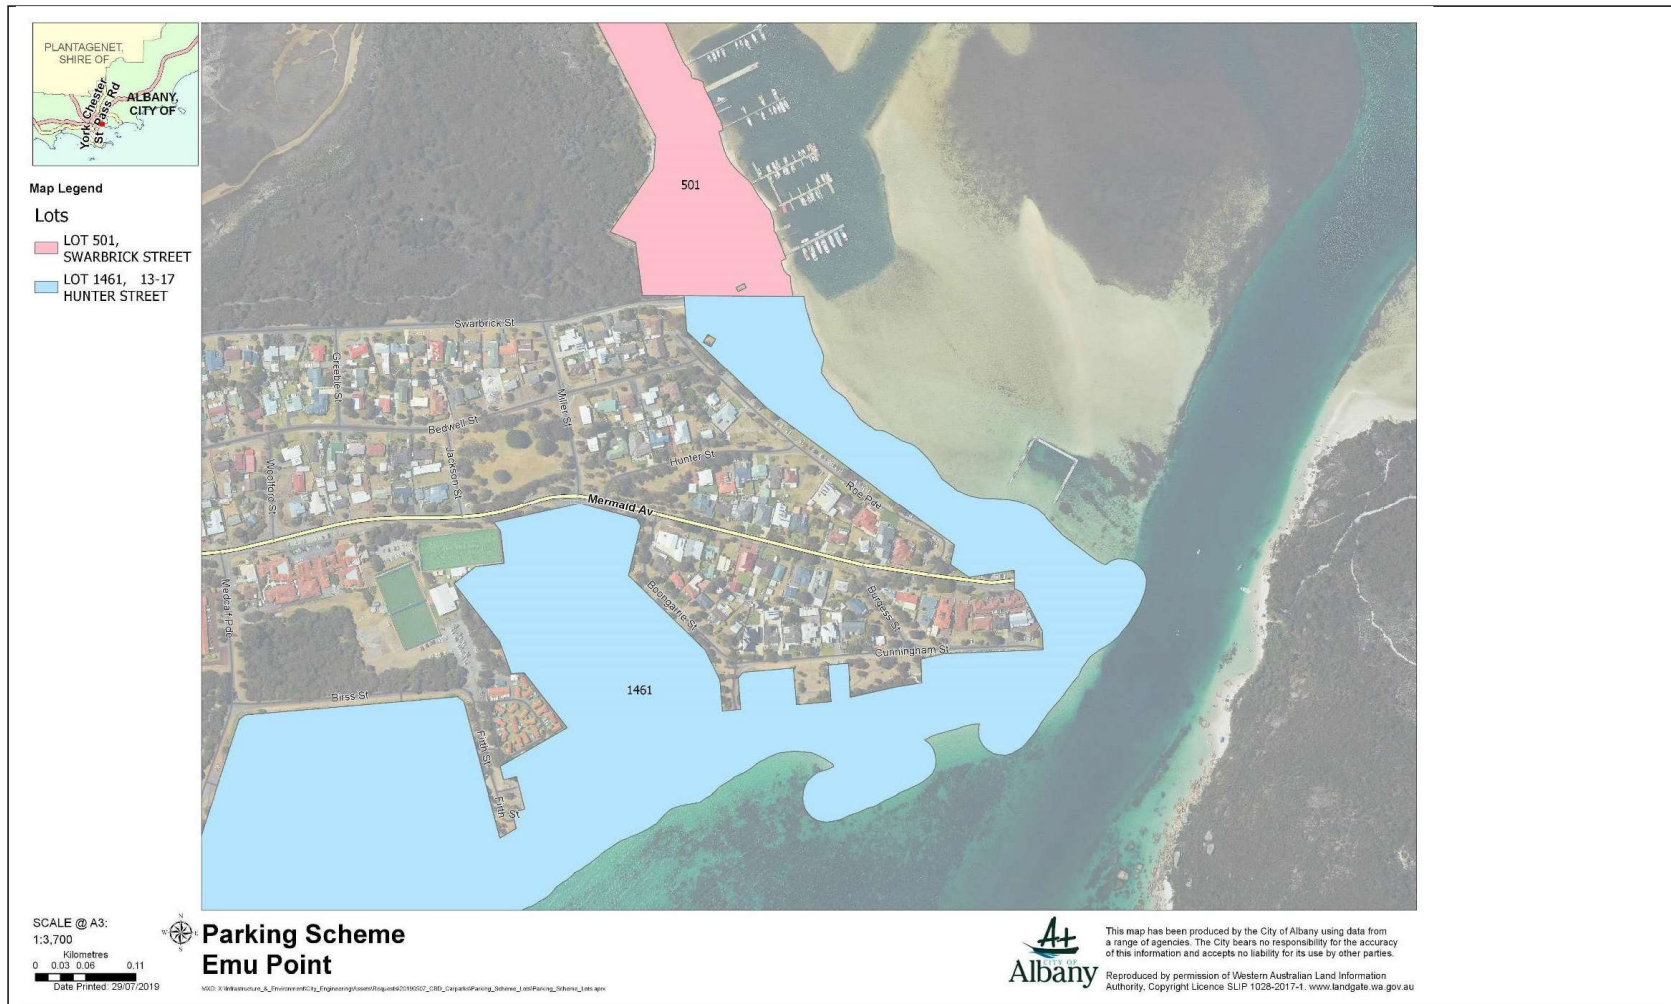 PLANTAGENET,
SHIRE OF
York Chester
St Pass Rd
ALBANY,
CITY OF
Map Legend
Lots
LOT 501,
SWARBRICK STREET
LOT 1461, 13-17
HUNTER STREET
501
Swarbrick St
Greeble St
Miller St
Bedwell St
Jackson St
Hunter St
Woolford St
Roe Pde
Mermaid Av
Medcalf Pde
Boongarrie St
Burgess St
Cunningham St
1461
Birss St
Firth St
Firth St
SCALE @ A3:
1:3,700
Kilometres
0 0.03 0.06 0.11
Date Printed: 29/07/2019
N
W E
S
Parking Scheme
Emu Point
A+
CITY OF
Albany
This map has been produced by the City of Albany using data from
a range of agencies. The City bears no responsibility for the accuracy
of this information and accepts no liability for its use by other parties.
Reproduced by permission of Western Australian Land Information
Authority, Copyright Licence SLIP 1028-2017-1. www.landgate.wa.gov.au